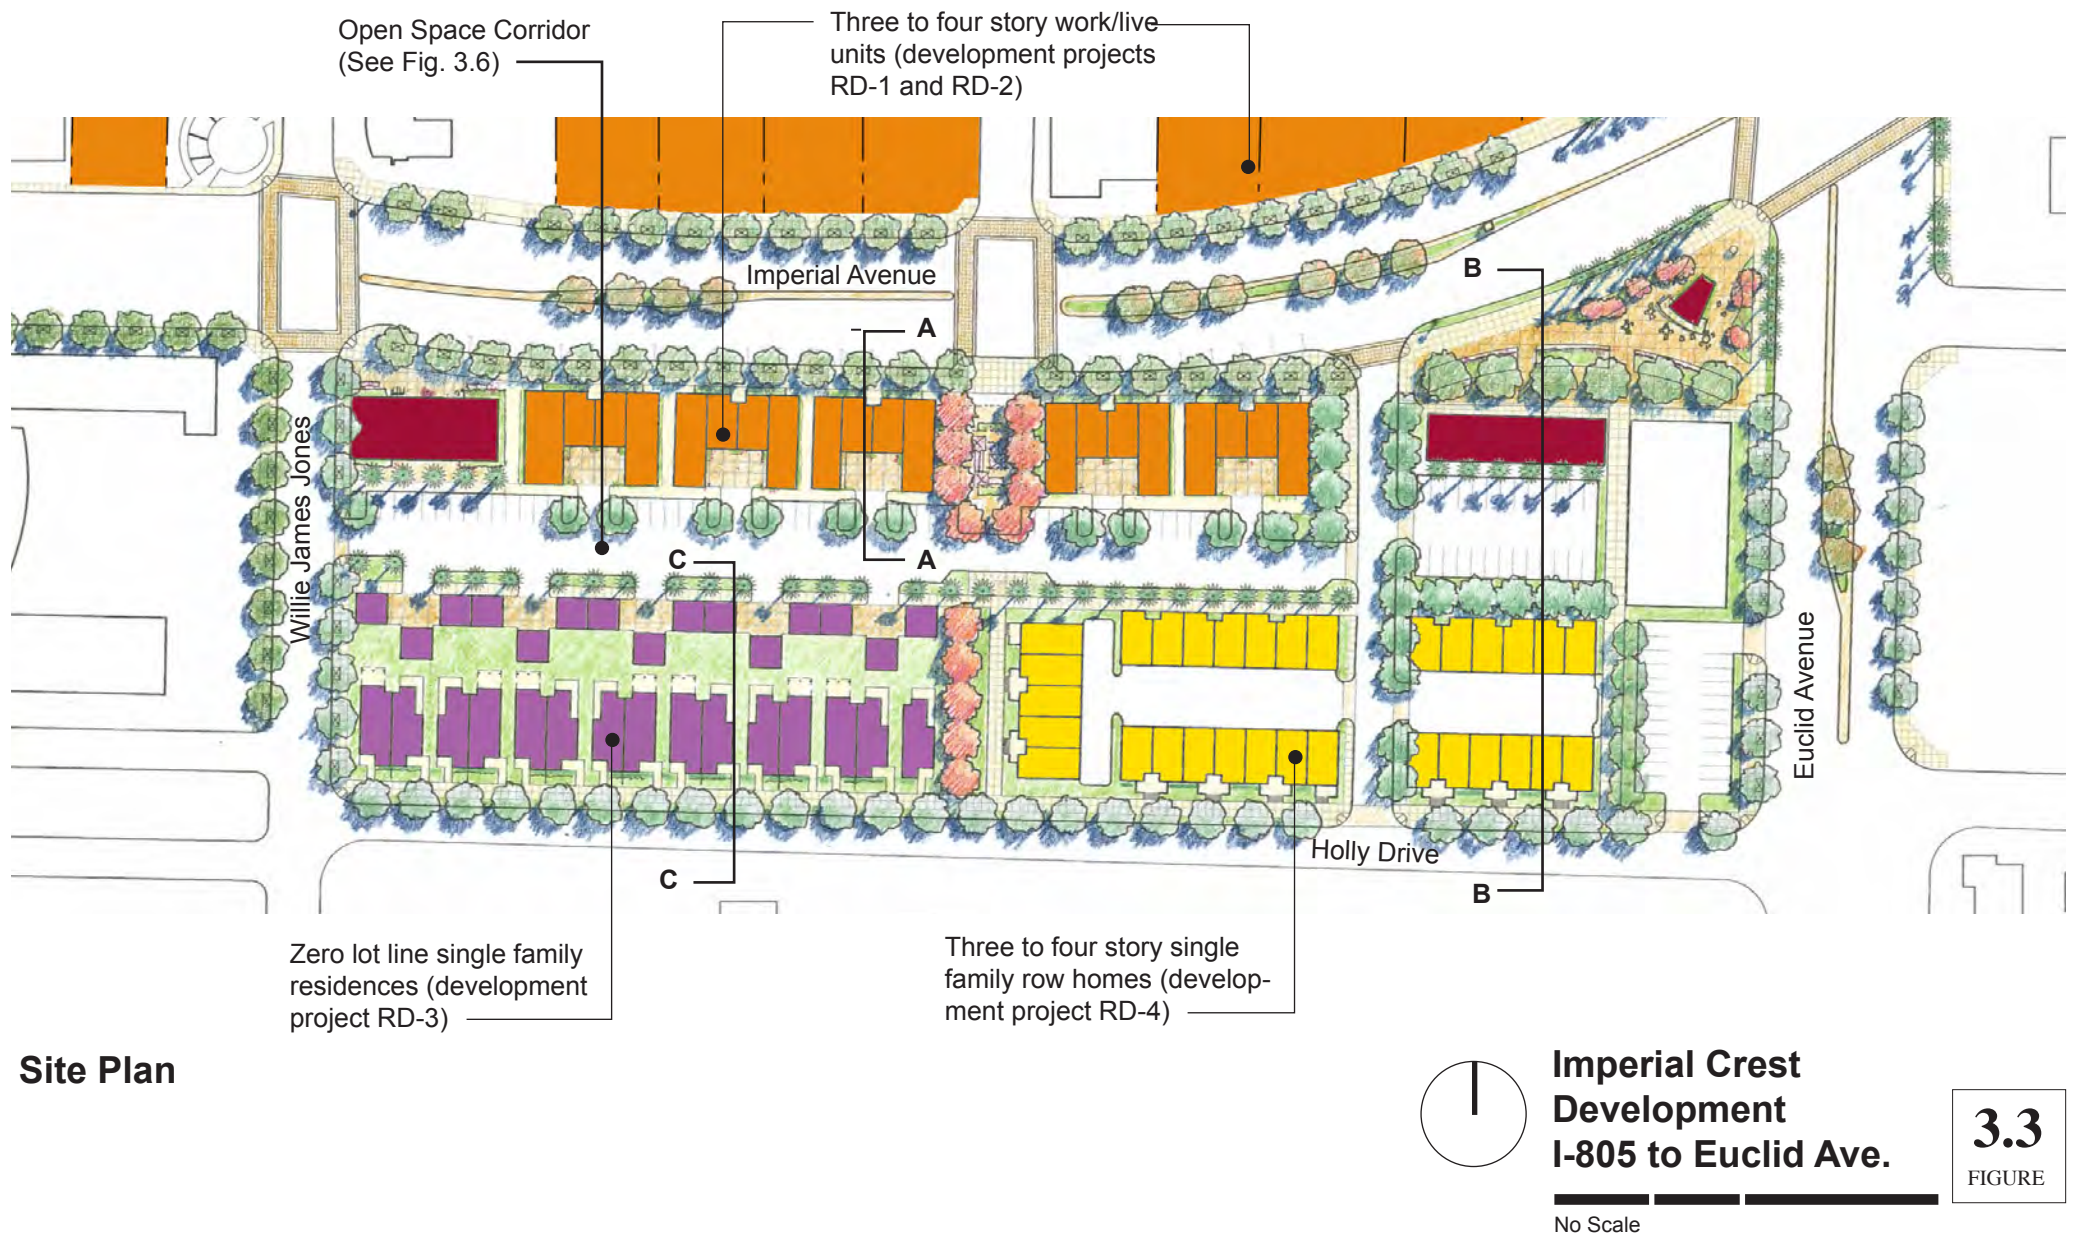 Open Space Corridor
(See Fig. 3.6)
Three to four story work/live
units (development projects
RD-1 and RD-2)
Imperial Avenue
B
A
A
C
Willie James Jones
Euclid Avenue
Holly Drive
C
B
Zero lot line single family
residences (development
project RD-3)
Three to four story single
family row homes (develop-
ment project RD-4)
Site Plan
Imperial Crest
Development
I-805 to Euclid Ave.
No Scale
3.3
FIGURE